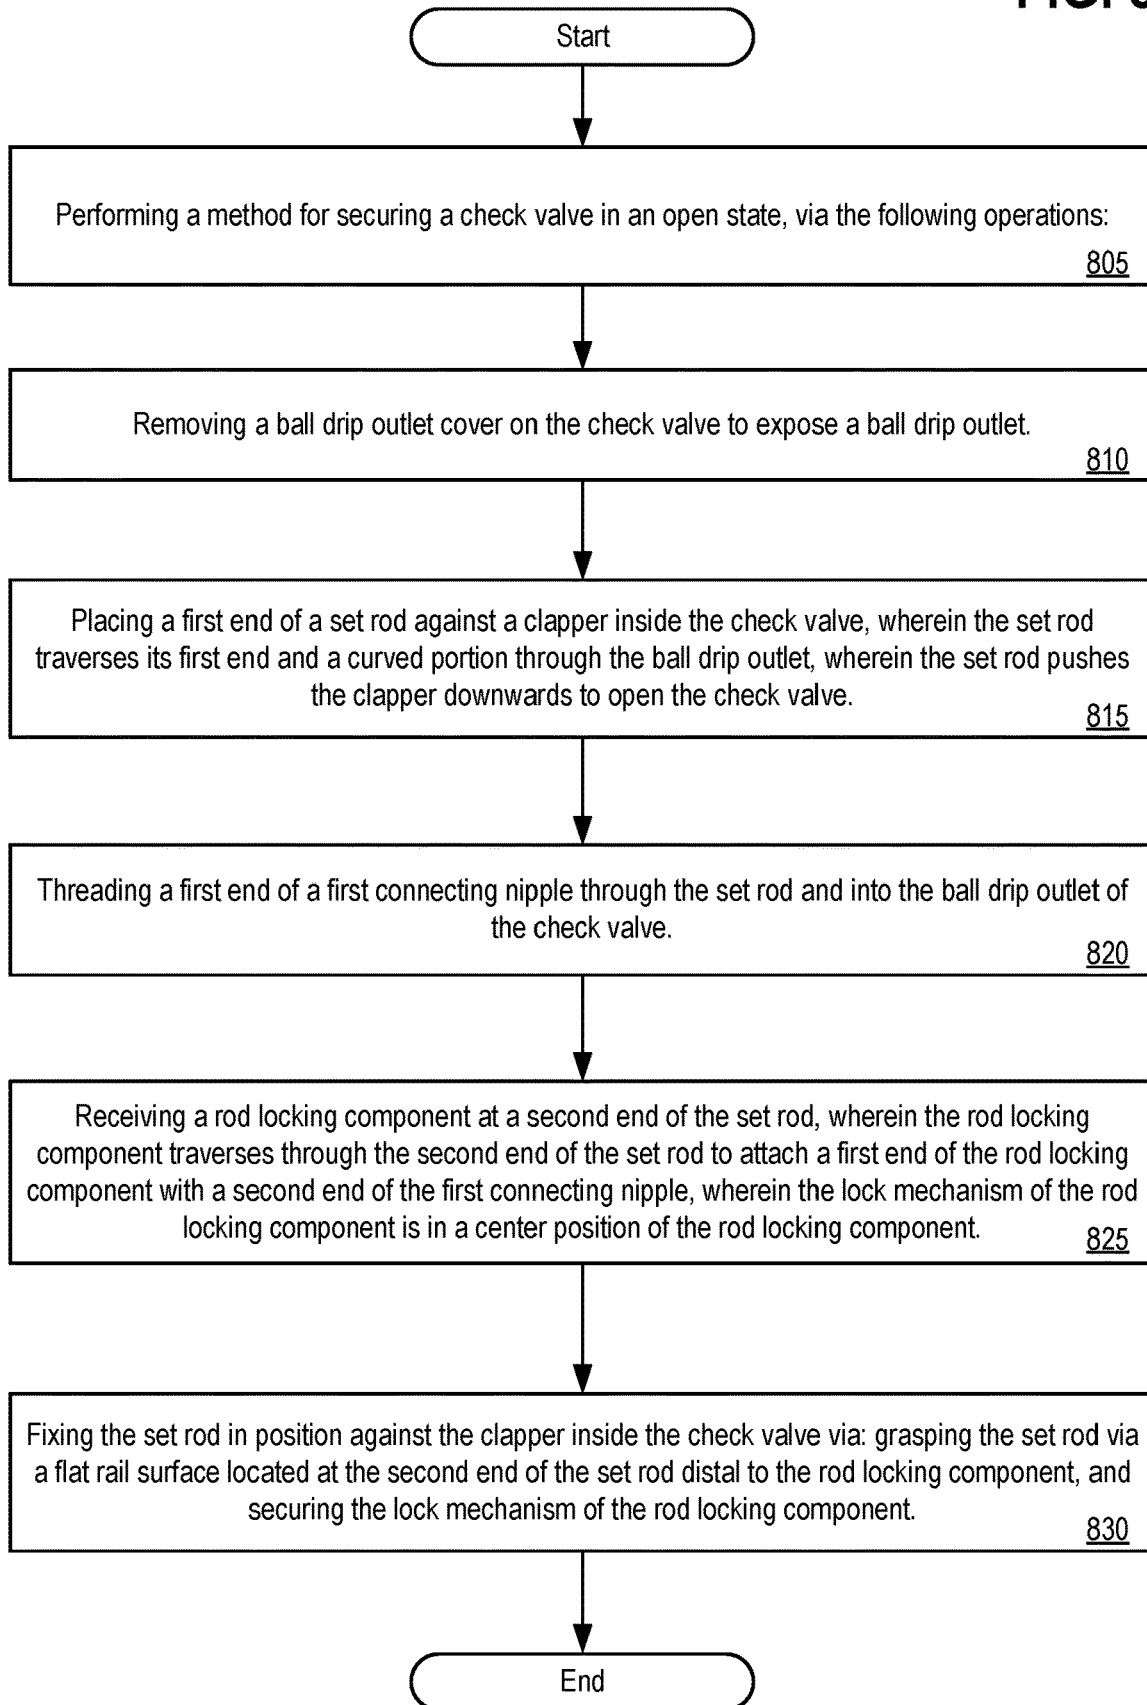 Start
Performing a method for securing a check valve in an open state, via the following operations:
805
Removing a ball drip outlet cover on the check valve to expose a ball drip outlet.
810
Placing a first end of a set rod against a clapper inside the check valve, wherein the set rod
traverses its first end and a curved portion through the ball drip outlet, wherein the set rod pushes
the clapper downwards to open the check valve.
815
Threading a first end of a first connecting nipple through the set rod and into the ball drip outlet of
the check valve.
820
Receiving a rod locking component at a second end of the set rod, wherein the rod locking
component traverses through the second end of the set rod to attach a first end of the rod locking
component with a second end of the first connecting nipple, wherein the lock mechanism of the rod
locking component is in a center position of the rod locking component.
825
Fixing the set rod in position against the clapper inside the check valve via: grasping the set rod via
a flat rail surface located at the second end of the set rod distal to the rod locking component, and
securing the lock mechanism of the rod locking component.
830
End